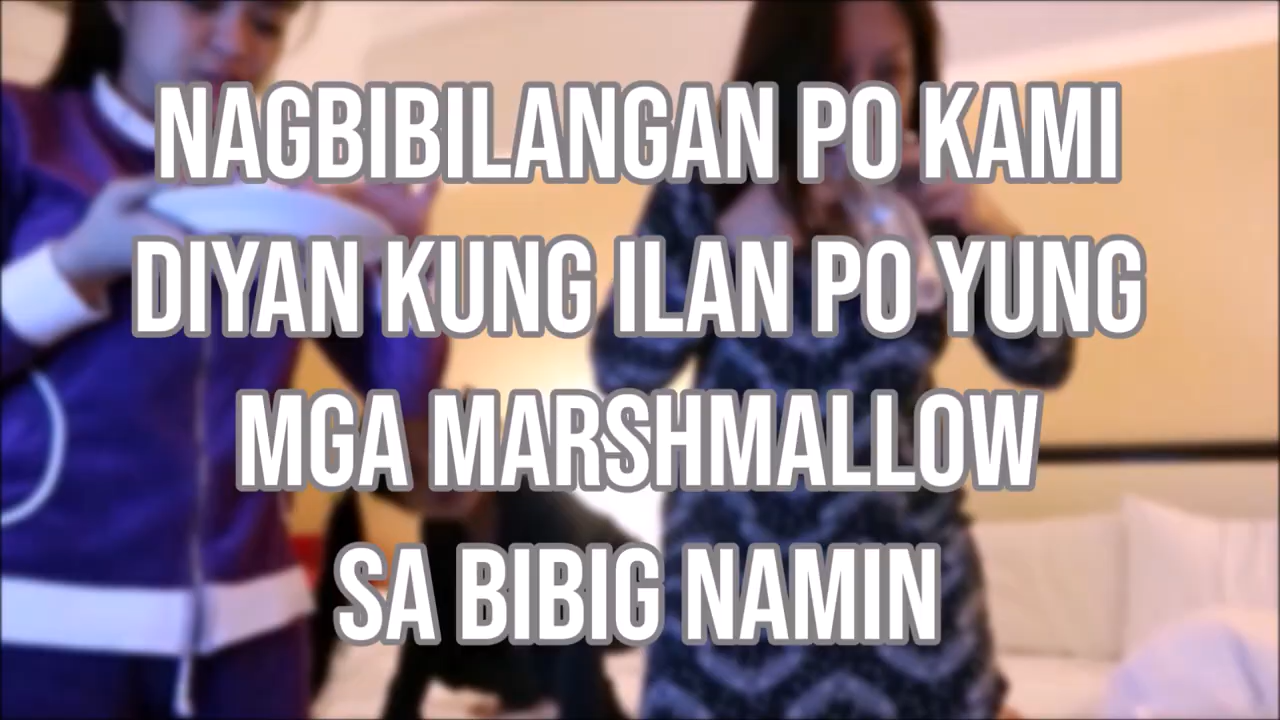 NAGBIBILANGAN PO KAMI
DIYAN KUNG ILAN PO YUNG
MGA MARSHMALLOW
SA BIBIG NAMIN